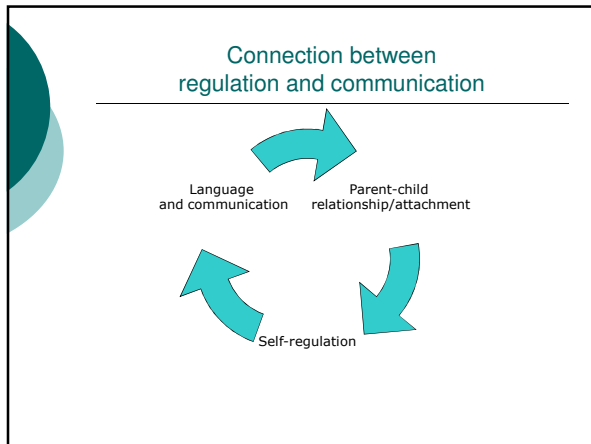 Connection between
regulation and communication
Language
and communication
Parent-child
relationship/attachment
Self-regulation